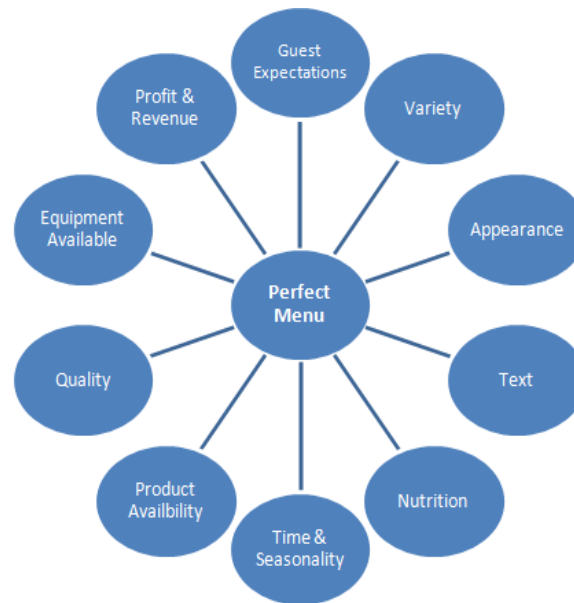 Guest
Expectations
Variety
Appearance
Text
Nutrition
Time &
Seasonality
Product
Availbility
Quality
Equipment
Available
Profit &
Revenue
Perfect
Menu